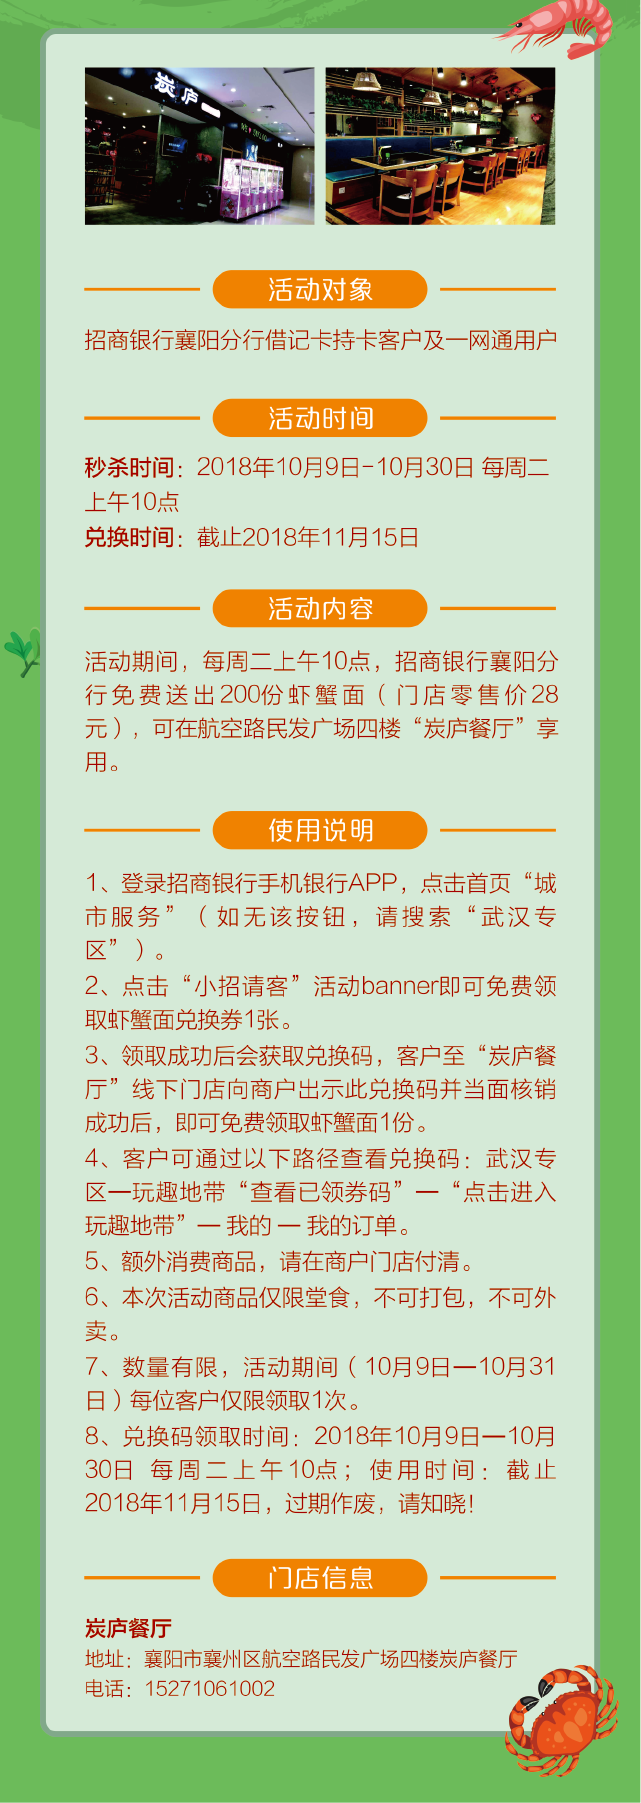 炭庐
活动对象
招商银行襄阳分行借记卡持卡客户及一网通用户
活动时间
秒杀时间：2018年10月9日-10月30日 每周二
上午10点
兑换时间：截止2018年11月15日
活动内容
活动期间，每周二上午10点，招商银行襄阳分
行免费送出200份虾蟹面（门店零售价28
元），可在航空路民发广场四楼“炭庐餐厅”享
用。
使用说明
1、登录招商银行手机银行APP，点击首页“城
市服务”（如无该按钮，请搜索“武汉专
区”）。
2、点击“小招请客”活动banner即可免费领
取虾蟹面兑换券1张。
3、领取成功后会获取兑换码，客户至“炭庐餐
厅”线下门店向商户出示此兑换码并当面核销
成功后，即可免费领取虾蟹面1份。
4、客户可通过以下路径查看兑换码：武汉专
区—玩趣地带“查看已领券码”—“点击进入
玩趣地带”— 我的 — 我的订单。
5、额外消费商品，请在商户门店付清。
6、本次活动商品仅限堂食，不可打包，不可外
卖。
7、数量有限，活动期间（10月9日—10月31
日）每位客户仅限领取1次。
8、兑换码领取时间：2018年10月9日—10月
30日 每周二上午10点；使用时间：截止
2018年11月15日，过期作废，请知晓！
门店信息
炭庐餐厅
地址：襄阳市襄州区航空路民发广场四楼炭庐餐厅
电话：15271061002